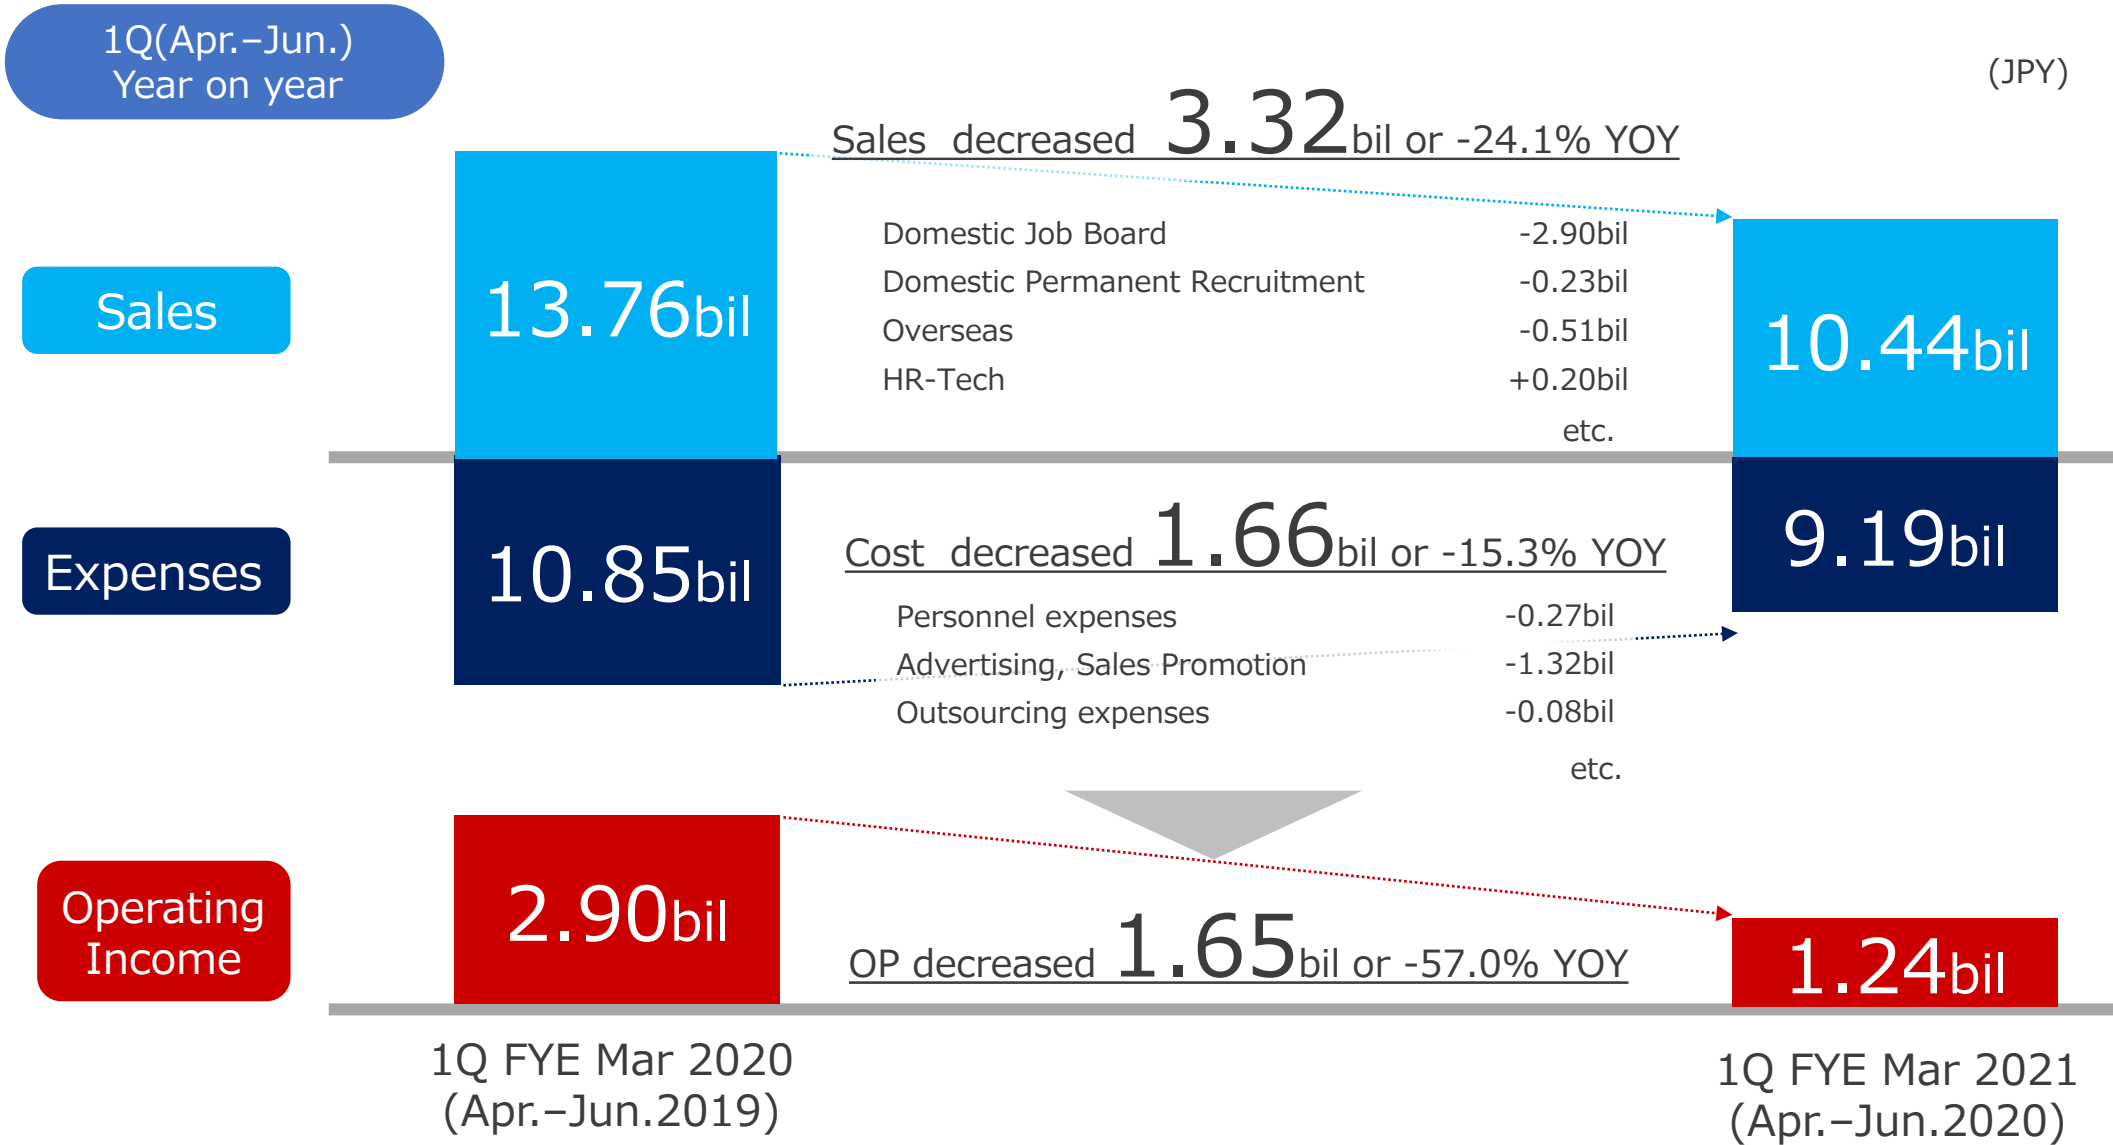 1Q(Apr.–Jun.)
Year on year
(JPY)
Sales decreased 3.32bil or -24.1% YOY
Domestic Job Board -2.90bil
Domestic Permanent Recruitment -0.23bil
Overseas -0.51bil
HR-Tech +0.20bil
etc.
Sales
13.76bil
10.44bil
Expenses
10.85bil
9.19bil
Cost decreased 1.66bil or -15.3% YOY
Personnel expenses -0.27bil
Advertising, Sales Promotion -1.32bil
Outsourcing expenses -0.08bil
etc.
Operating
Income
2.90bil
OP decreased 1.65bil or -57.0% YOY
1.24bil
1Q FYE Mar 2020
(Apr.–Jun.2019)
1Q FYE Mar 2021
(Apr.–Jun.2020)